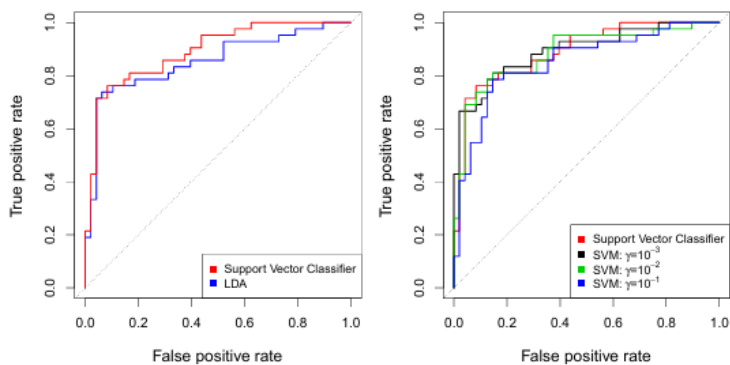 True positive rate
1.0
0.8
0.6
0.4
0.2
0.0
Support Vector Classifier
LDA
0.0 0.2 0.4 0.6 0.8 1.0
False positive rate
True positive rate
1.0
0.8
0.6
0.4
0.2
0.0
Support Vector Classifier
SVM: γ=10⁻³
SVM: γ=10⁻²
SVM: γ=10⁻¹
0.0 0.2 0.4 0.6 0.8 1.0
False positive rate